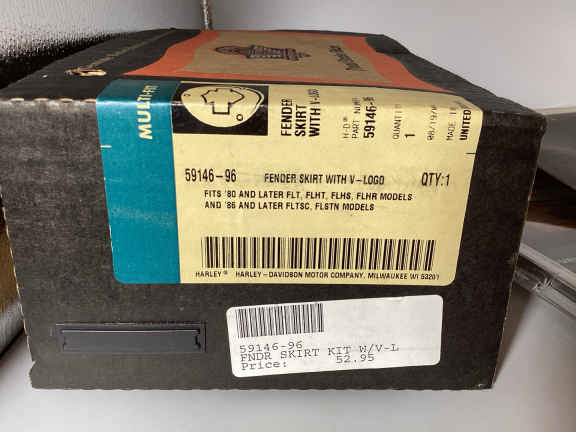 MULTI-FIT
FENDER
SKIRT
WITH V-LOGO
H-D®
PART NUMBER
59146-96
QUANTITY
1
MADE IN
UNITED
59146-96 FENDER SKIRT WITH V-LOGO QTY:1
FITS '80 AND LATER FLT, FLHT, FLHS, FLHR MODELS
AND '86 AND LATER FLTSC, FLSTN MODELS
HARLEY® HARLEY-DAVIDSON MOTOR COMPANY, MILWAUKEE WI 53201
59146-96
FNDR SKIRT KIT W/V-L
Price: 52.95